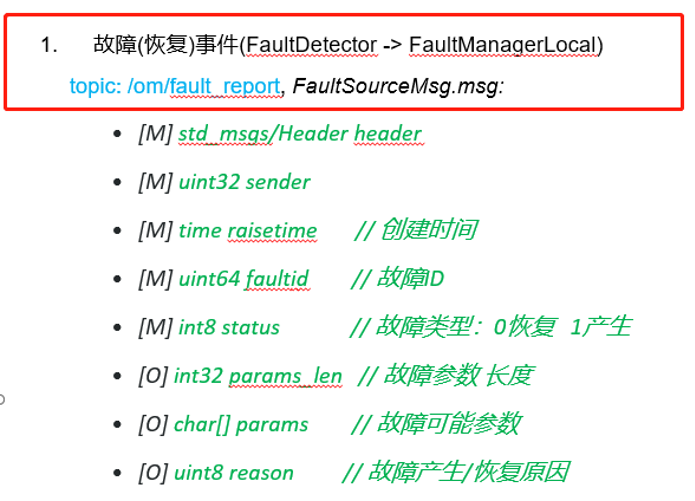 1. 故障(恢复)事件(FaultDetector -> FaultManagerLocal)
topic: /om/fault_report, FaultSourceMsg.msg:
• [M] std_msgs/Header header
• [M] uint32 sender
• [M] time raisetime // 创建时间
• [M] uint64 faultid // 故障ID
• [M] int8 status // 故障类型：0恢复 1产生
• [O] int32 params_len // 故障参数 长度
• [O] char[] params // 故障可能参数
• [O] uint8 reason // 故障产生/恢复原因